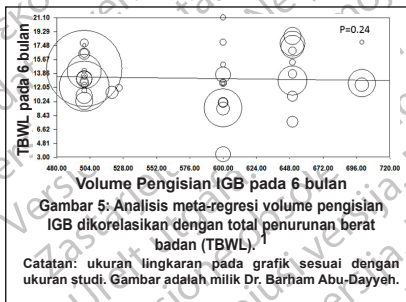 TBWL pada 6 bulan
21.10
19.29
17.48
15.67
13.86
12.05
10.24
8.43
6.62
4.81
3.00
P=0.24
480.00 504.00 528.00 552.00 576.00 600.00 624.00 648.00 672.00 696.00 720.00
Volume Pengisian IGB pada 6 bulan
Gambar 5: Analisis meta-regresi volume pengisian
IGB dikorelasikan dengan total penurunan berat
badan (TBWL). 1
Catatan: ukuran lingkaran pada grafik sesuai dengan
ukuran studi. Gambar adalah milik Dr. Barham Abu-Dayyeh.